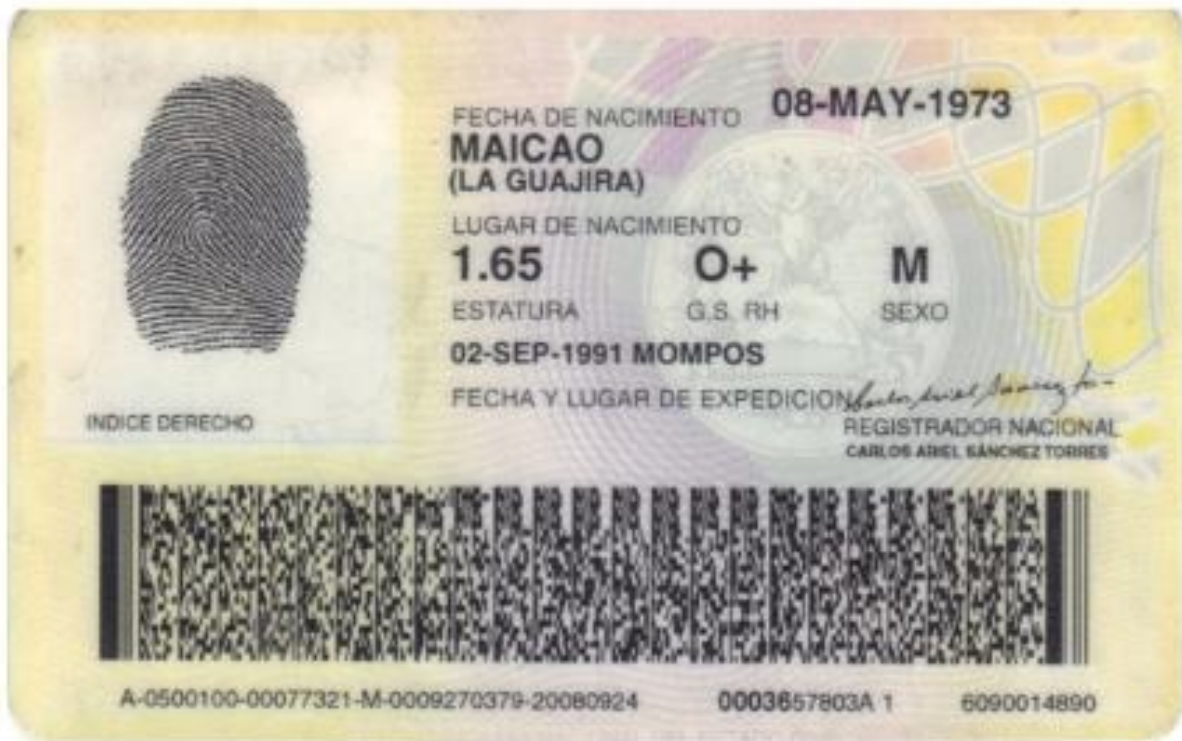 FECHA DE NACIMIENTO 08-MAY-1973
MAICAO
(LA GUAJIRA)
LUGAR DE NACIMIENTO
1.65 O+ M
ESTATURA G.S. RH SEXO
02-SEP-1991 MOMPOS
FECHA Y LUGAR DE EXPEDICION
INDICE DERECHO
REGISTRADOR NACIONAL
CARLOS ARIEL SÁNCHEZ TORRES
A-0500100-00077321-M-0009270379-20080924 0003657803A 1 6090014890